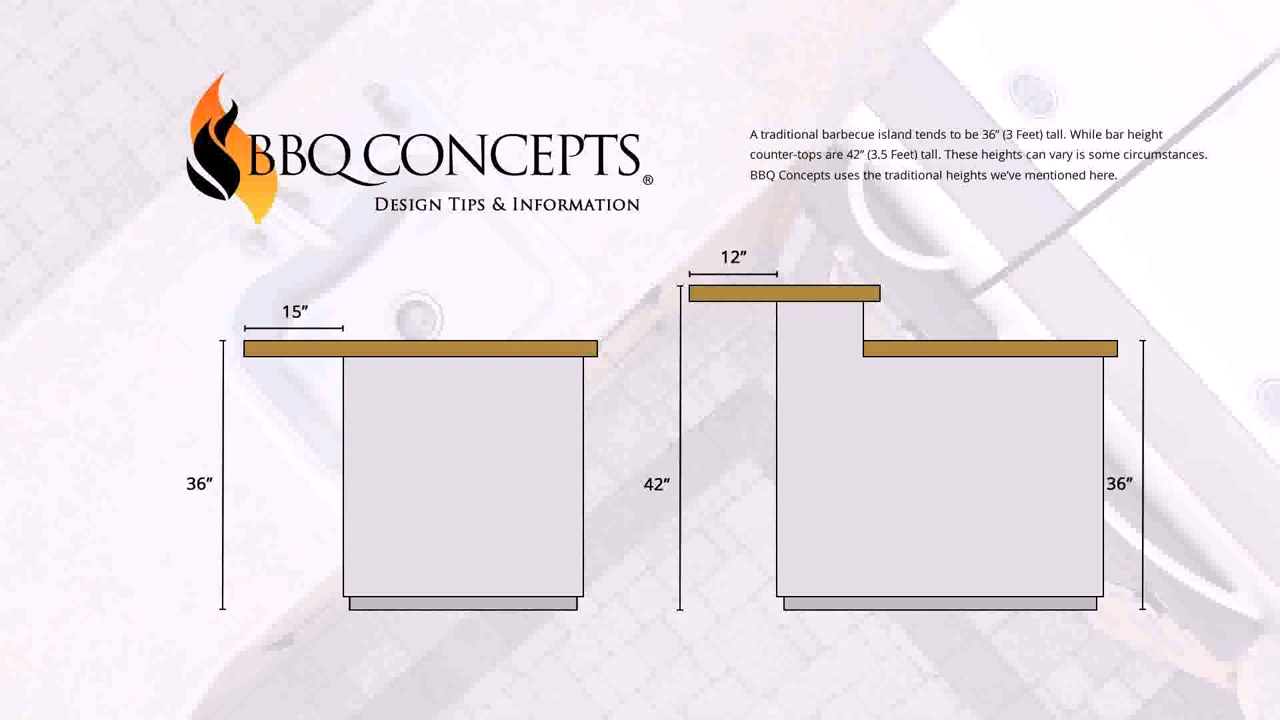 BBQ CONCEPTS®
DESIGN TIPS & INFORMATION
A traditional barbecue island tends to be 36” (3 Feet) tall. While bar height
counter-tops are 42” (3.5 Feet) tall. These heights can vary is some circumstances.
BBQ Concepts uses the traditional heights we’ve mentioned here.
12”
15”
36”
42”
36”